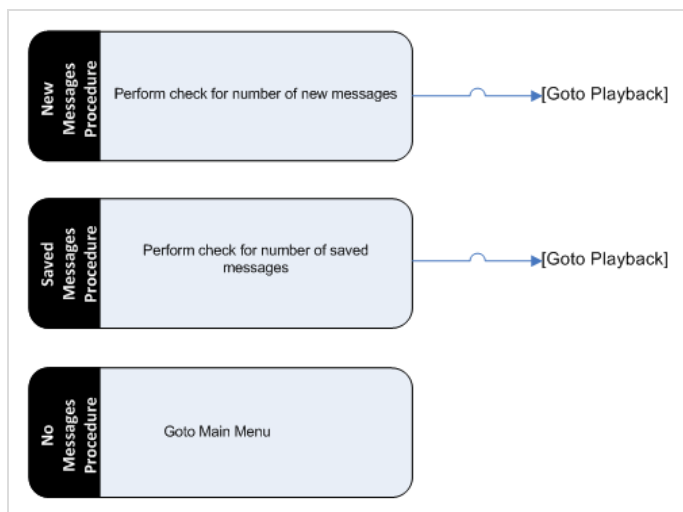 New
Messages
Procedure
Perform check for number of new messages
[Goto Playback]
Saved
Messages
Procedure
Perform check for number of saved
messages
[Goto Playback]
No
Messages
Procedure
Goto Main Menu